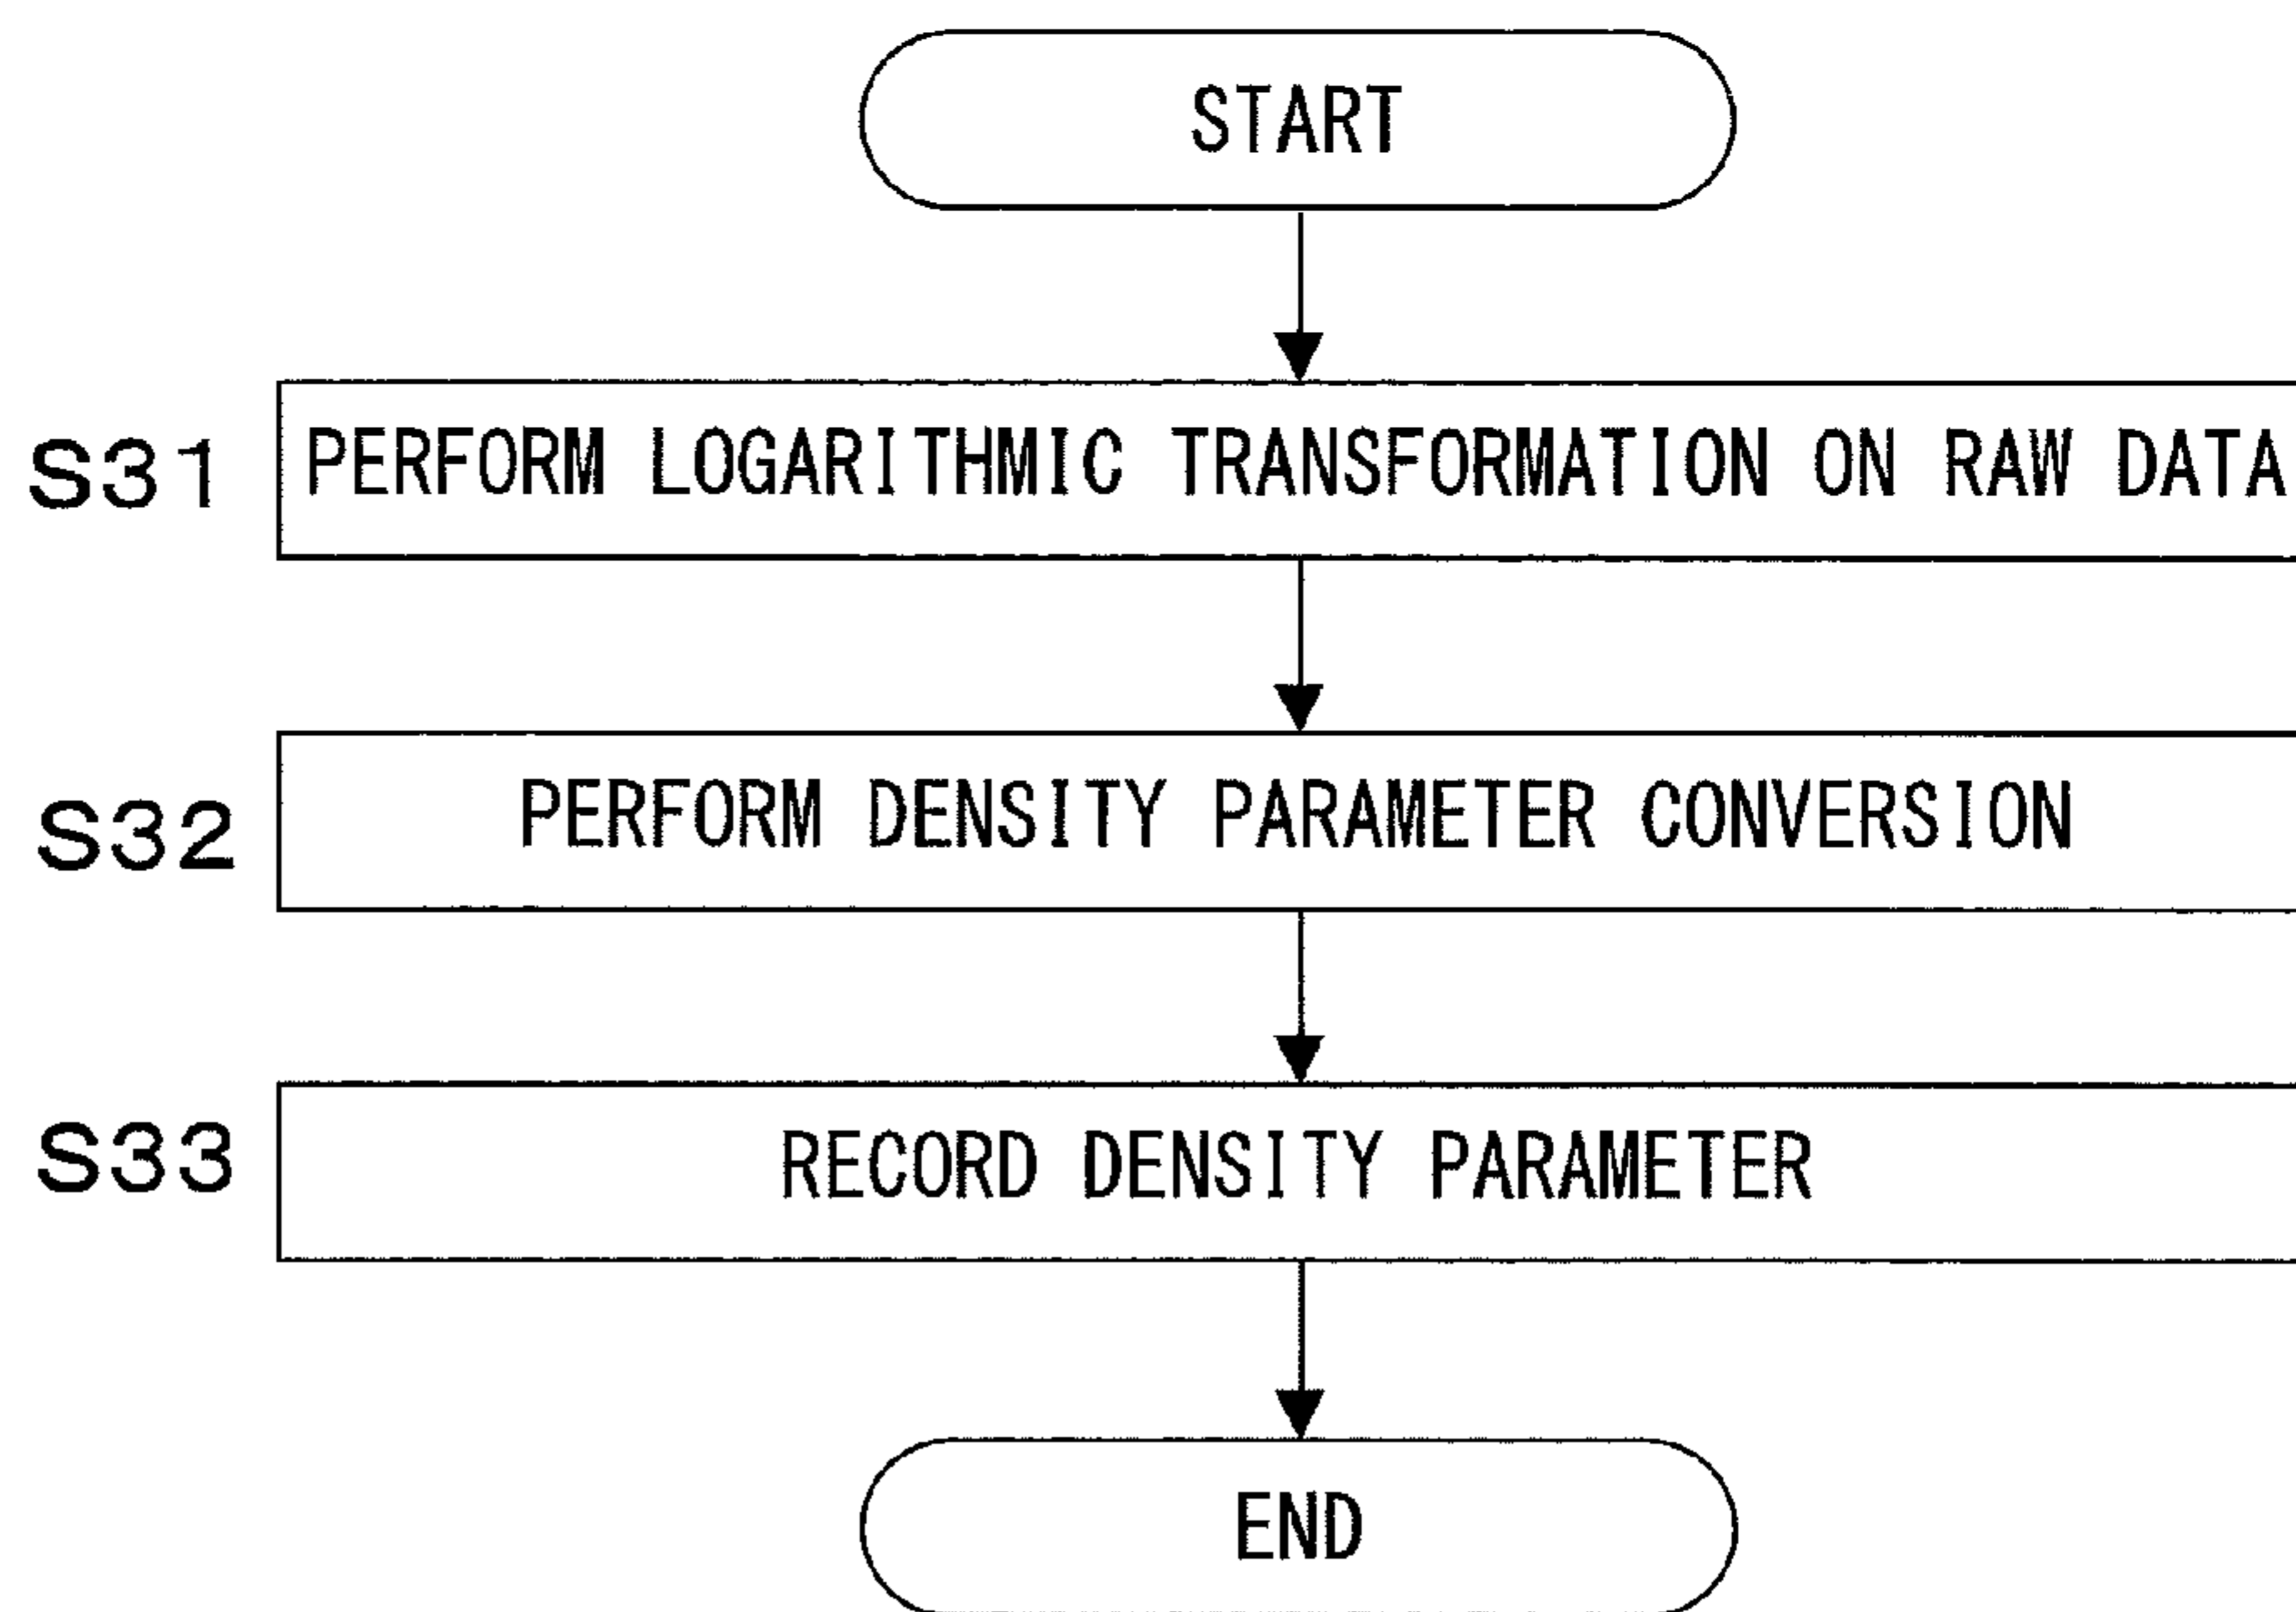 START
S31 PERFORM LOGARITHMIC TRANSFORMATION ON RAW DATA
S32 PERFORM DENSITY PARAMETER CONVERSION
S33 RECORD DENSITY PARAMETER
END